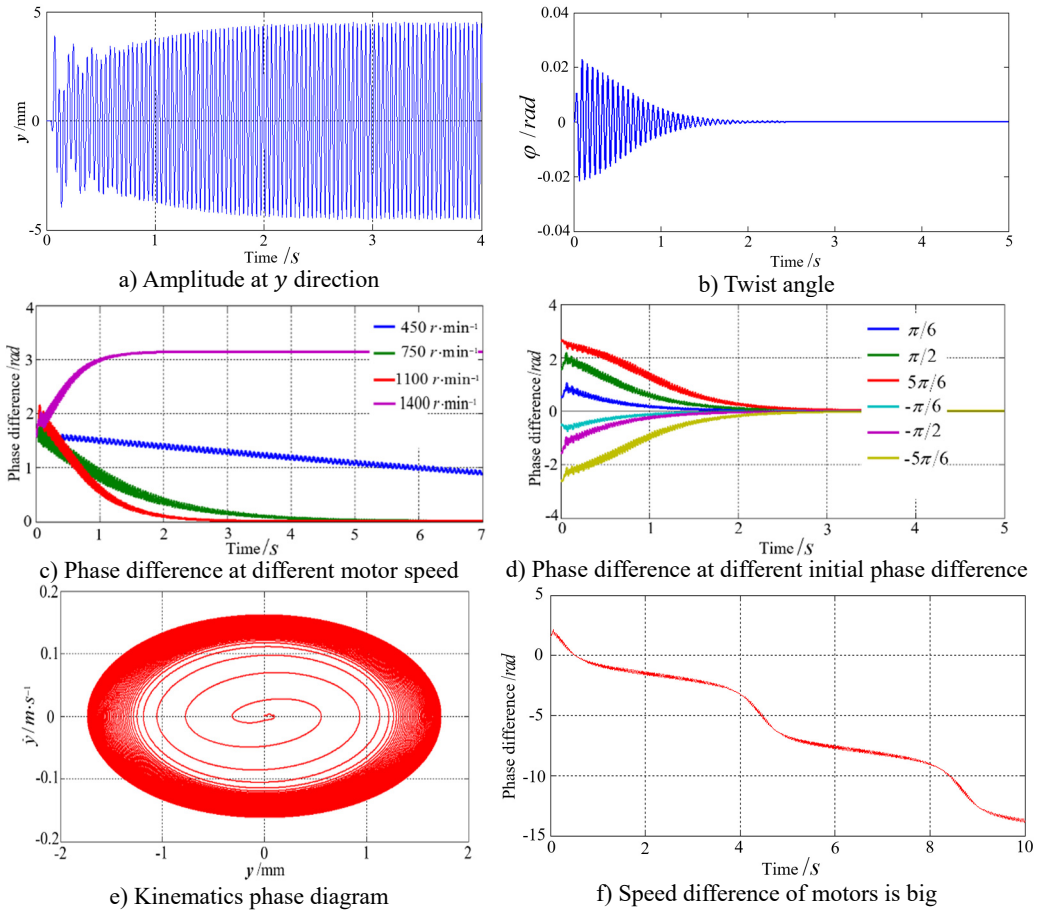 5
0
-5
y /mm
0
1
2
3
4
Time /s
a) Amplitude at y direction
0.04
0.02
0
-0.02
-0.04
φ /rad
0
1
2
3
4
5
Time /s
b) Twist angle
4
3
2
1
0
Phase difference/rad
450 r·min⁻¹
750 r·min⁻¹
1100 r·min⁻¹
1400 r·min⁻¹
0
1
2
3
4
5
6
7
Time /s
c) Phase difference at different motor speed
4
2
0
-2
-4
Phase difference/rad
π/6
π/2
5π/6
-π/6
-π/2
-5π/6
0
1
2
3
4
5
Time /s
d) Phase difference at different initial phase difference
0.2
0.1
0
-0.1
-0.2
ẏ / m·s⁻¹
-2
-1
0
1
2
y /mm
e) Kinematics phase diagram
5
0
-5
-10
-15
Phase difference/rad
0
2
4
6
8
10
Time /s
f) Speed difference of motors is big